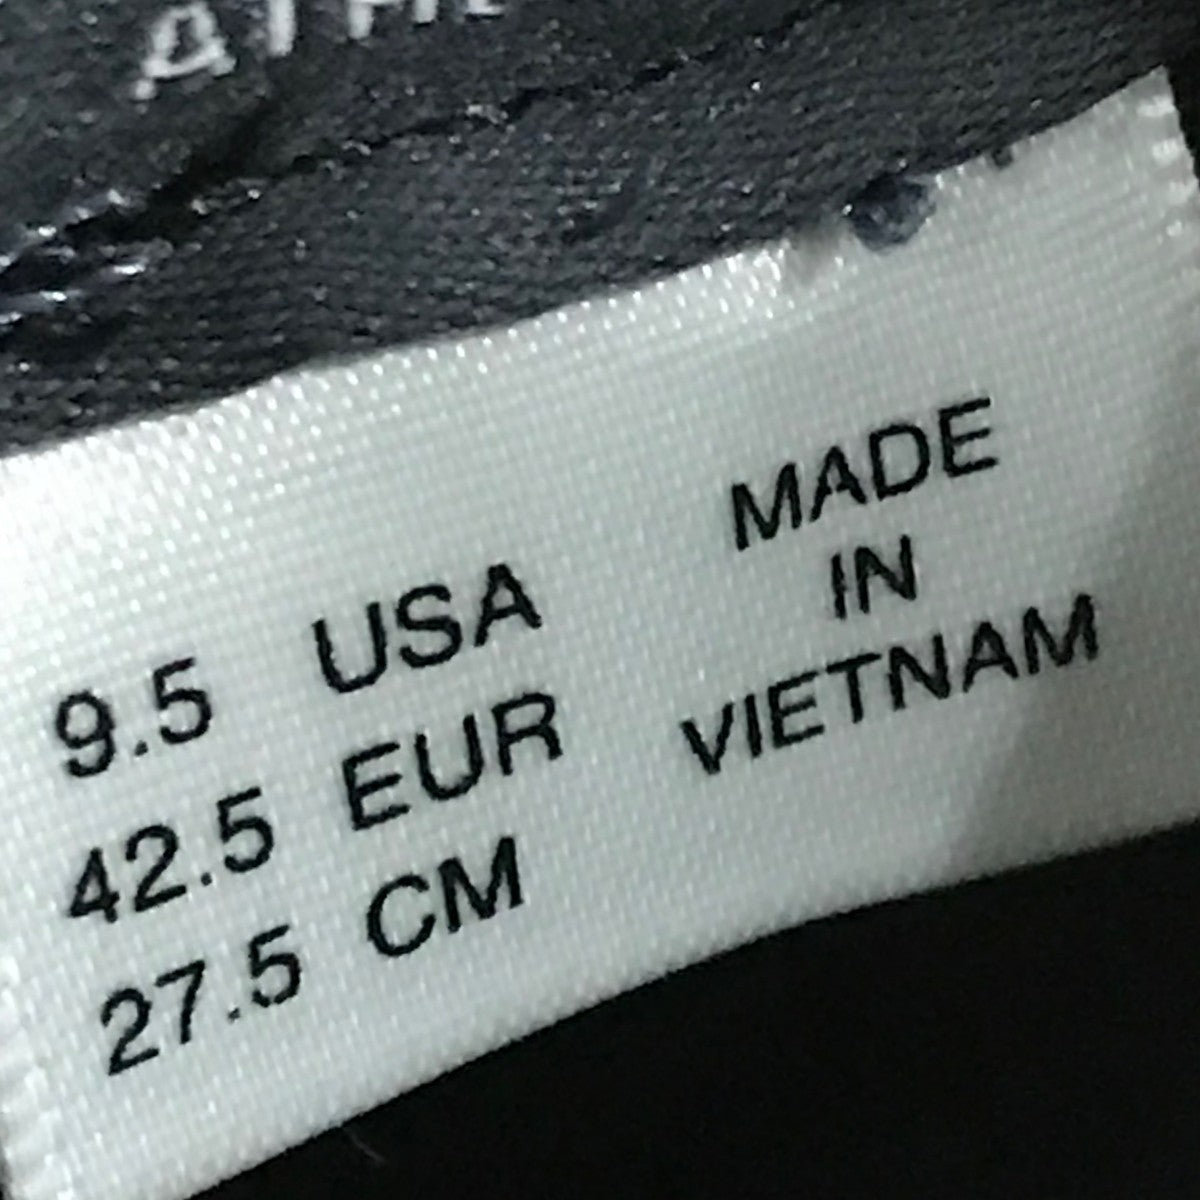 9.5 USA
42.5 EUR
27.5 CM
MADE
IN
VIETNAM